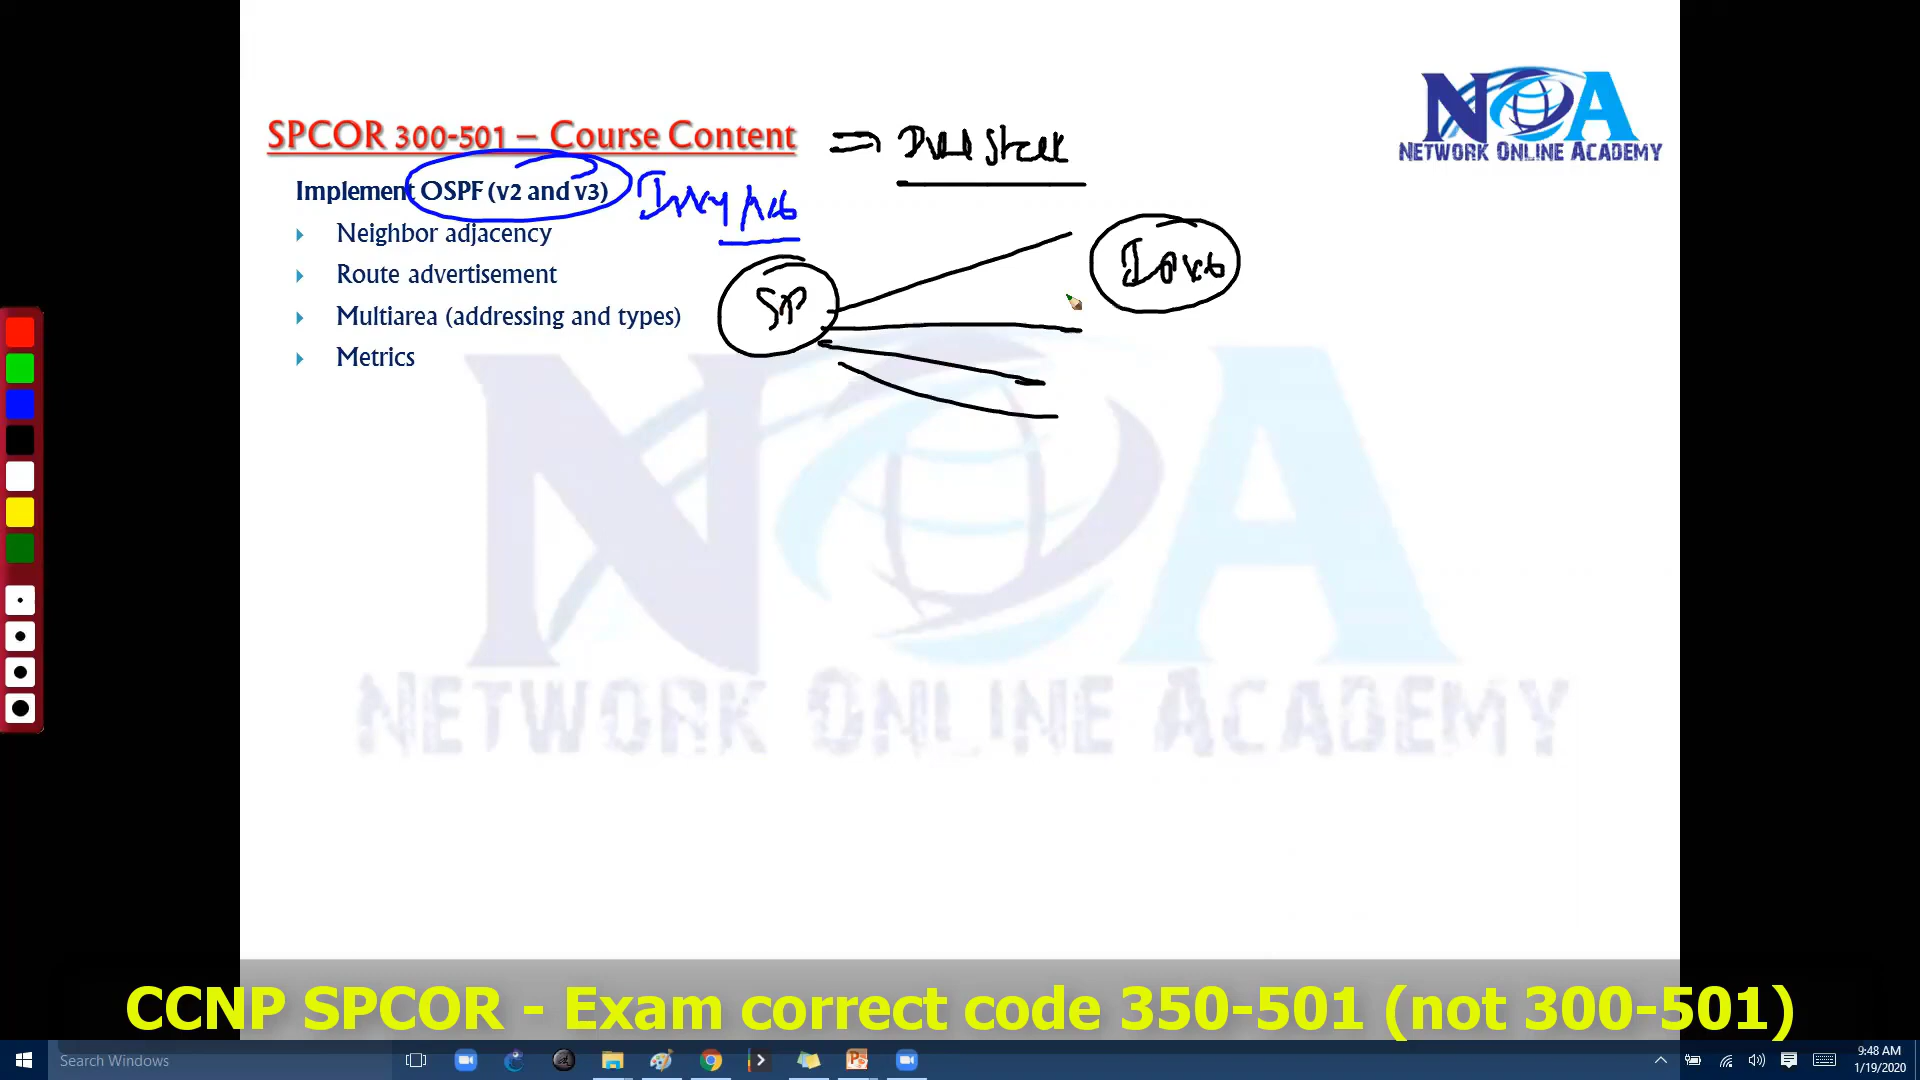 NOA
NETWORK ONLINE ACADEMY
SPCOR 300-501 – Course Content
Dual Stack
Implement OSPF (v2 and v3)
Neighbor adjacency
Route advertisement
Multiarea (addressing and types)
Metrics
SP
NOA
NETWORK ONLINE ACADEMY
CCNP SPCOR - Exam correct code 350-501 (not 300-501)
Search Windows
9:48 AM
1/19/2020